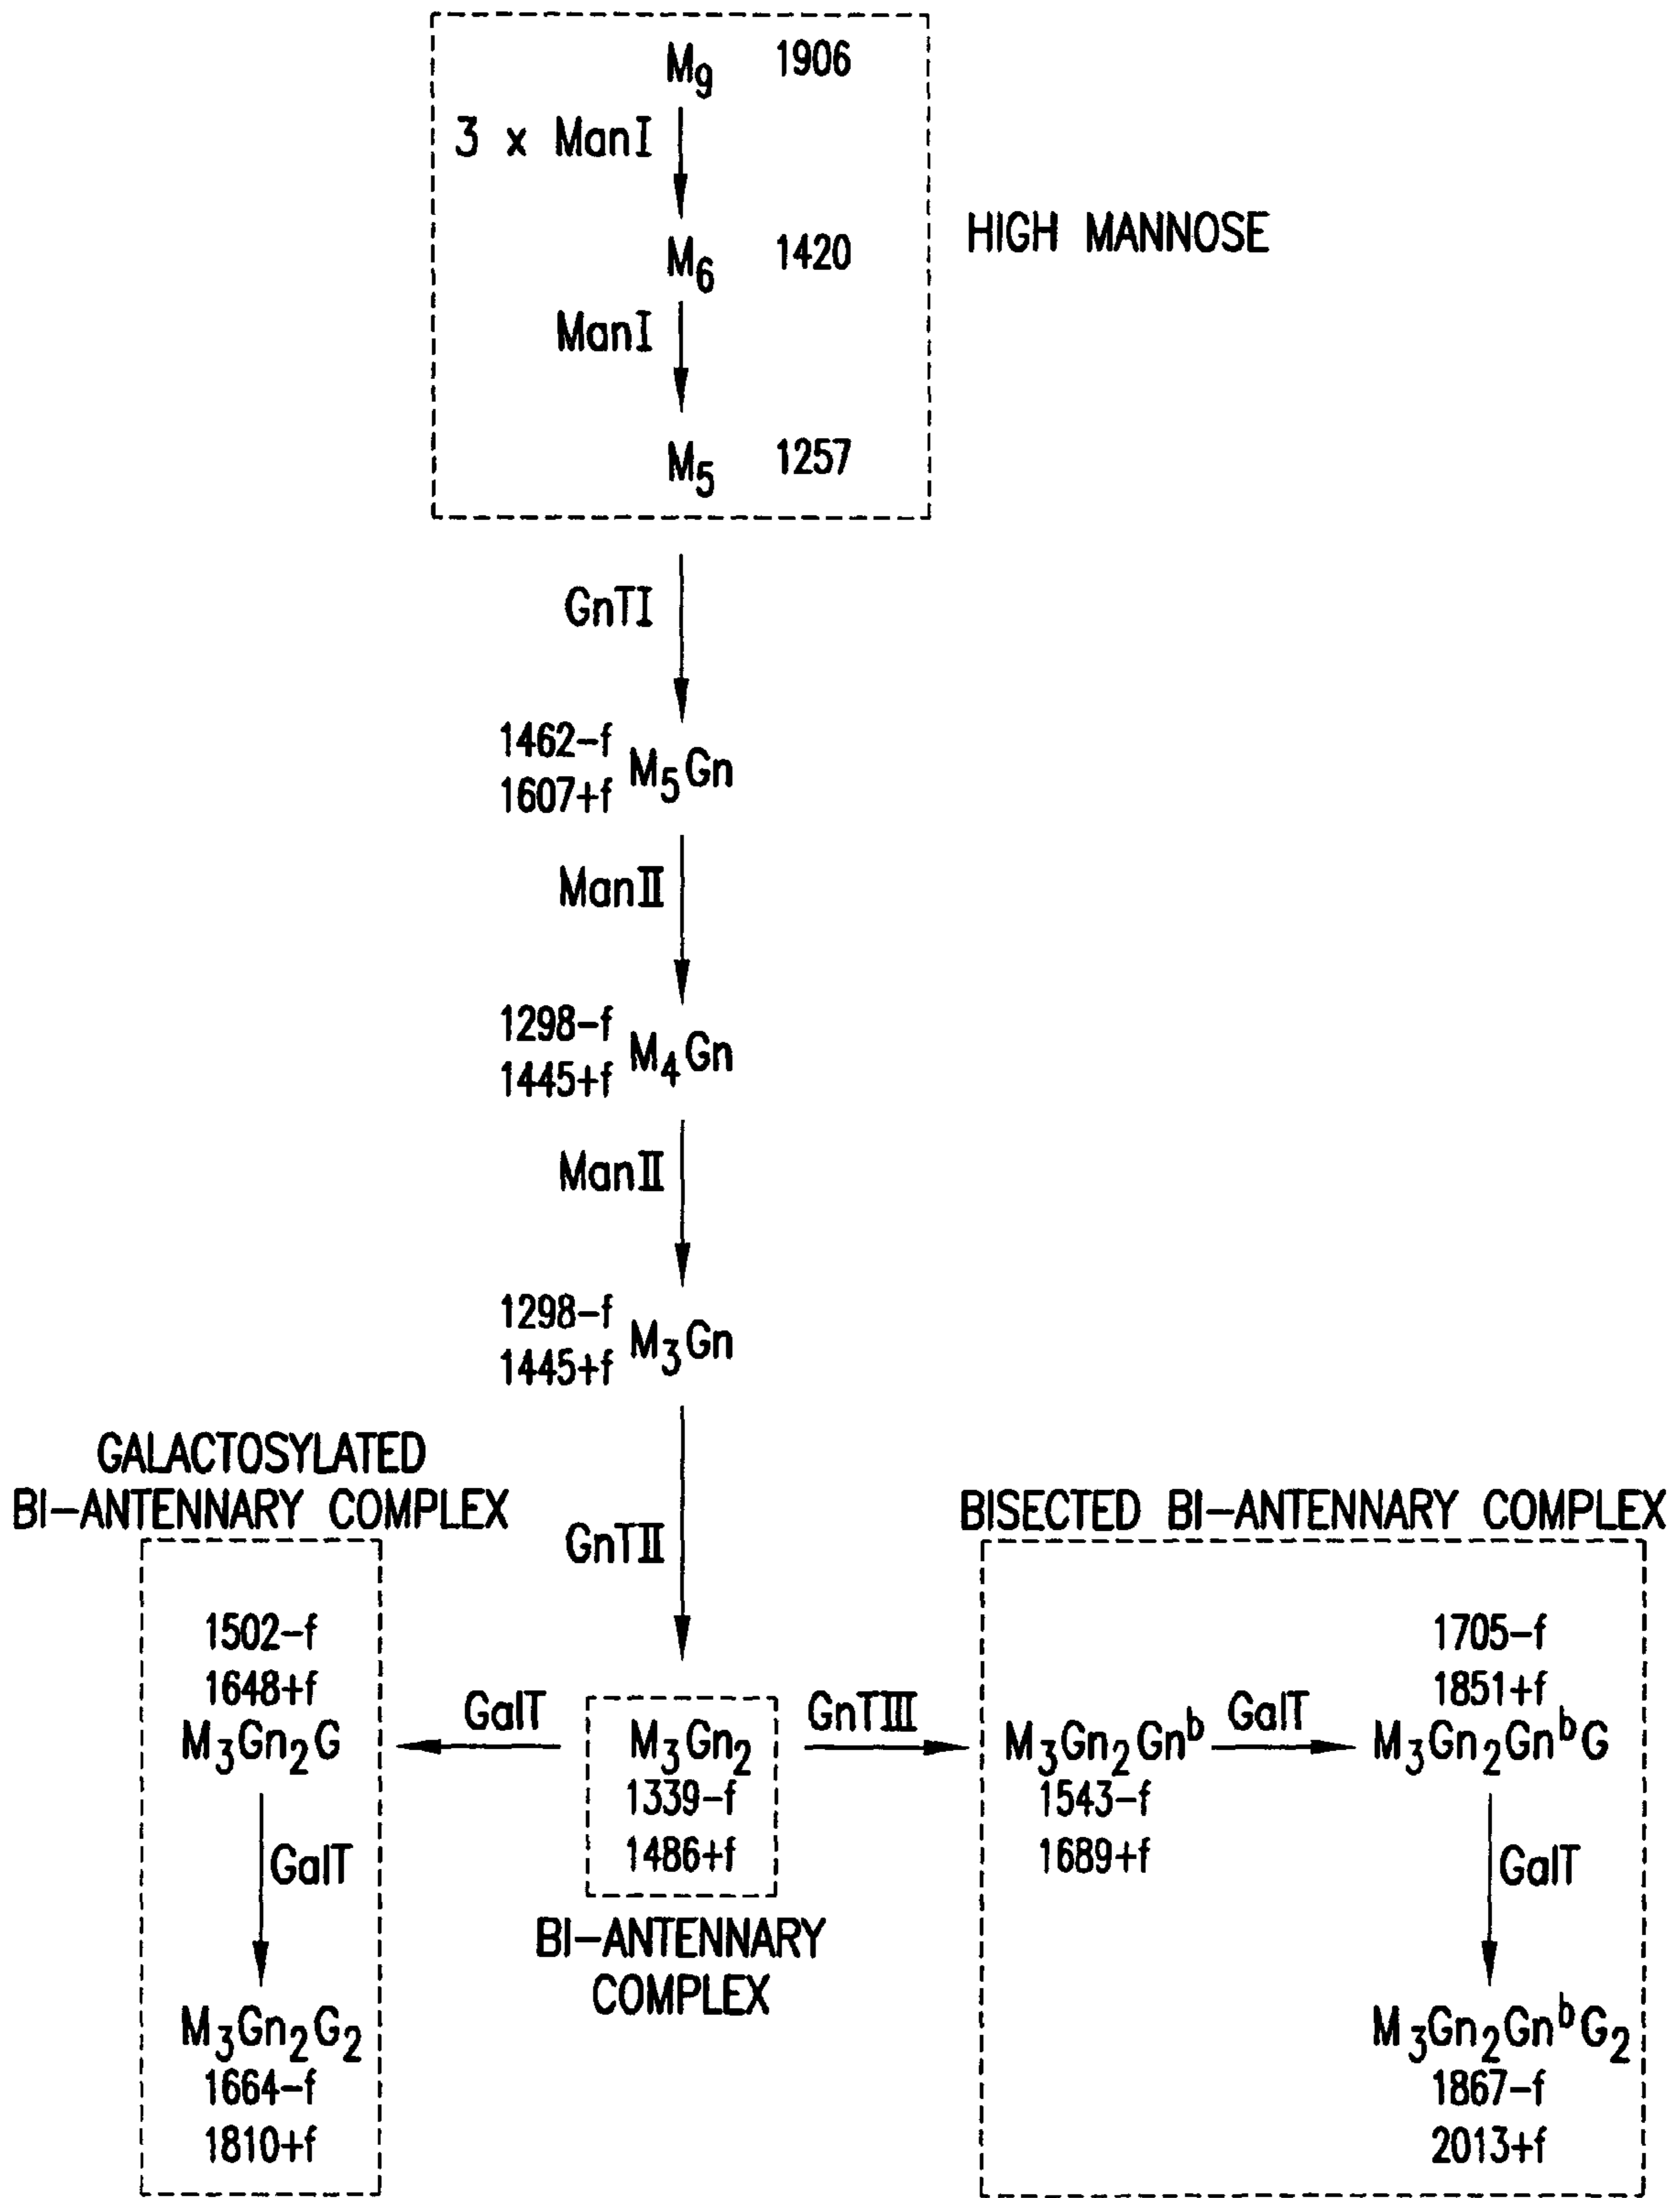 M9 1906
3 x ManI
M6 1420
HIGH MANNOSE
ManI
M5 1257
GnTI
1462-f
M5Gn
1607+f
ManII
1298-f
M4Gn
1445+f
ManII
1298-f
M3Gn
1445+f
GALACTOSYLATED
BI-ANTENNARY COMPLEX
GnTII
BISECTED BI-ANTENNARY COMPLEX
1502-f
1648+f
M3Gn2G
GalT
M3Gn2
1339-f
1486+f
GnTIII
M3Gn2Gnb
1543-f
1689+f
GalT
1705-f
1851+f
M3Gn2GnbG
GalT
GalT
BI-ANTENNARY
COMPLEX
M3Gn2G2
1664-f
1810+f
M3Gn2GnbG2
1867-f
2013+f